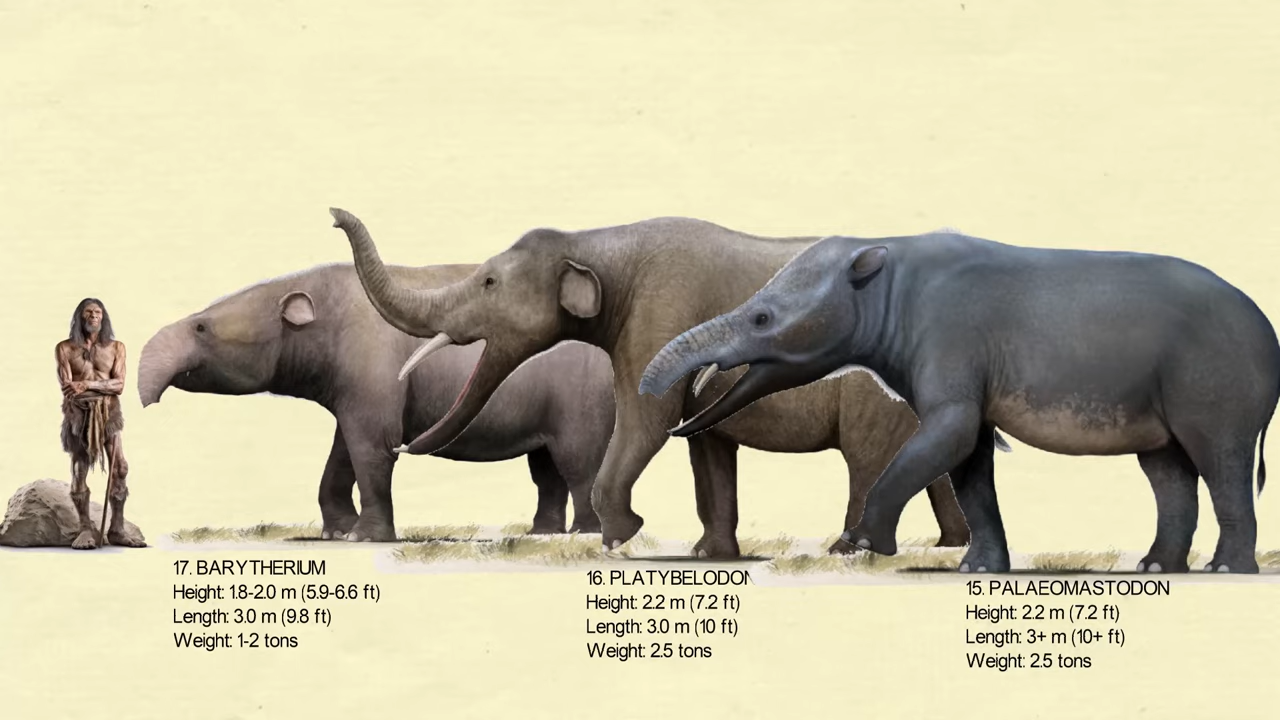 17. BARYTHERIUM
Height: 1.8-2.0 m (5.9-6.6 ft)
Length: 3.0 m (9.8 ft)
Weight: 1-2 tons
16. PLATYBELODON
Height: 2.2 m (7.2 ft)
Length: 3.0 m (10 ft)
Weight: 2.5 tons
15. PALAEOMASTODON
Height: 2.2 m (7.2 ft)
Length: 3+ m (10+ ft)
Weight: 2.5 tons